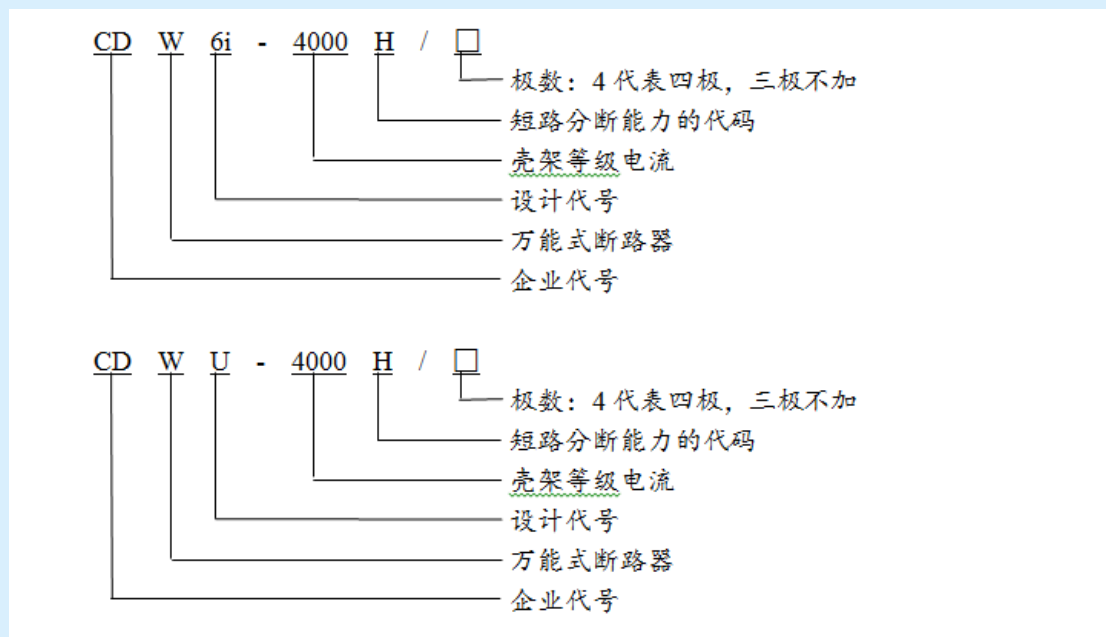 CD W 6i - 4000 H / □
极数：4 代表四极，三极不加
短路分断能力的代码
壳架等级电流
设计代号
万能式断路器
企业代号
CD W U - 4000 H / □
极数：4 代表四极，三极不加
短路分断能力的代码
壳架等级电流
设计代号
万能式断路器
企业代号